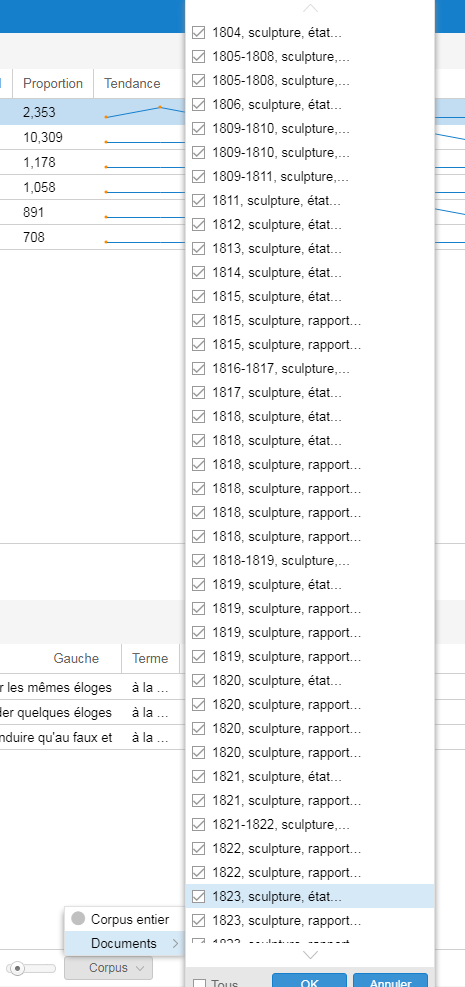 Proportion Tendance
2,353
10,309
1,178
1,058
891
708
Gauche Terme
r les mêmes éloges à la ...
der quelques éloges à la ...
nduire qu'au faux et à la ...
Corpus entier
Documents
Corpus
1804, sculpture, état...
1805-1808, sculpture,...
1805-1808, sculpture,...
1806, sculpture, état...
1809-1810, sculpture,...
1809-1810, sculpture,...
1809-1811, sculpture,...
1811, sculpture, état...
1812, sculpture, état...
1813, sculpture, état...
1814, sculpture, état...
1815, sculpture, état...
1815, sculpture, rapport...
1815, sculpture, rapport...
1816-1817, sculpture,...
1817, sculpture, état...
1818, sculpture, état...
1818, sculpture, état...
1818, sculpture, rapport...
1818, sculpture, rapport...
1818, sculpture, rapport...
1818, sculpture, rapport...
1818-1819, sculpture,...
1819, sculpture, état...
1819, sculpture, rapport...
1819, sculpture, rapport...
1819, sculpture, rapport...
1820, sculpture, état...
1820, sculpture, rapport...
1820, sculpture, rapport...
1820, sculpture, rapport...
1821, sculpture, état...
1821, sculpture, rapport...
1821-1822, sculpture,...
1822, sculpture, rapport...
1822, sculpture, rapport...
1823, sculpture, état...
1823, sculpture, rapport...
1823, sculpture, rapport...
Tous OK Annuler